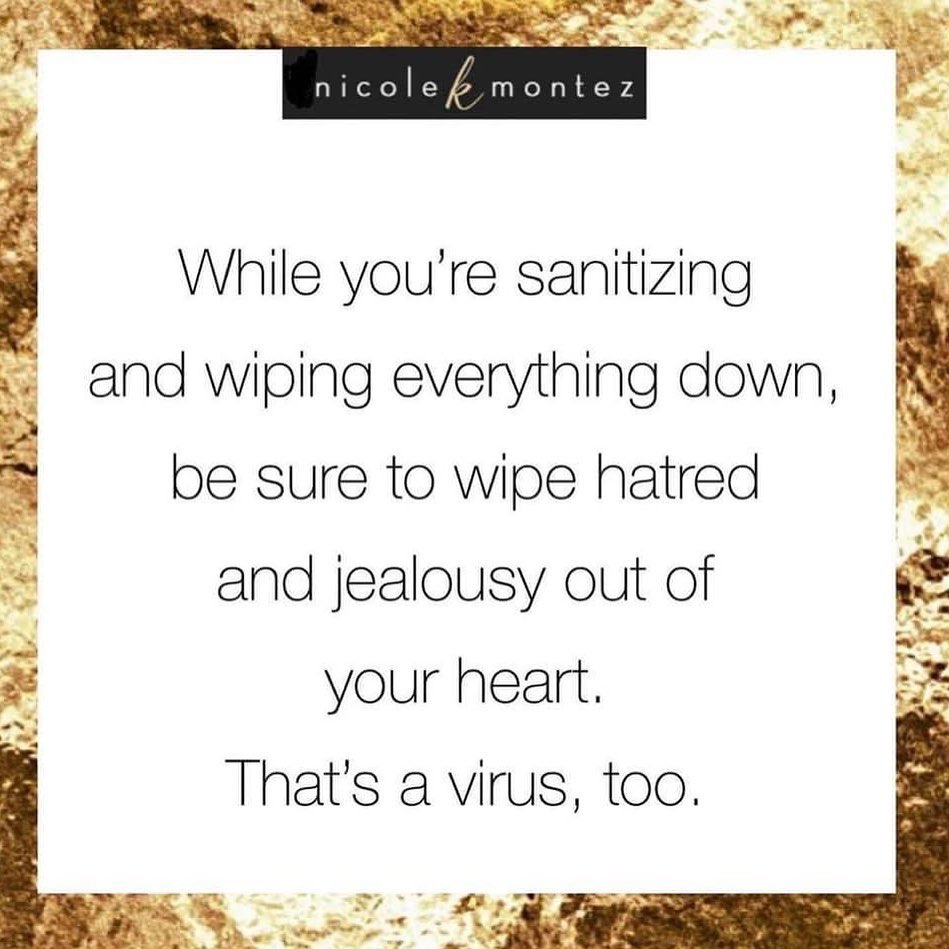 nicole k montez
While you're sanitizing
and wiping everything down,
be sure to wipe hatred
and jealousy out of
your heart.
That's a virus, too.